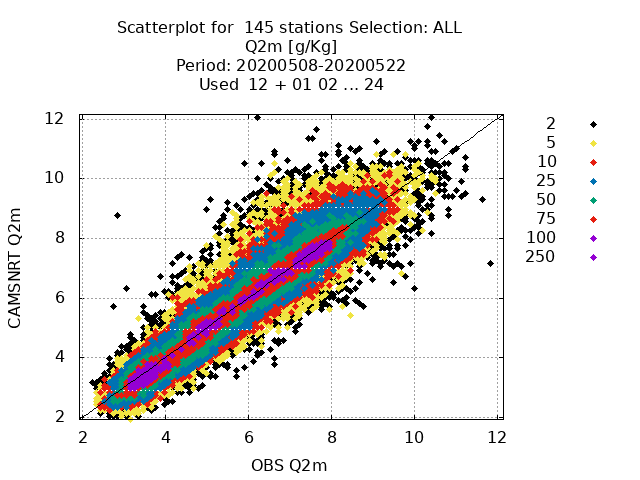 Scatterplot for  145 stations Selection: ALL
Q2m [g/Kg]
Period: 20200508-20200522
Used  12 + 01 02 ... 24
12
10
8
6
4
2
CAMSNRT Q2m
2 4 6 8 10 12
OBS Q2m
2
5
10
25
50
75
100
250